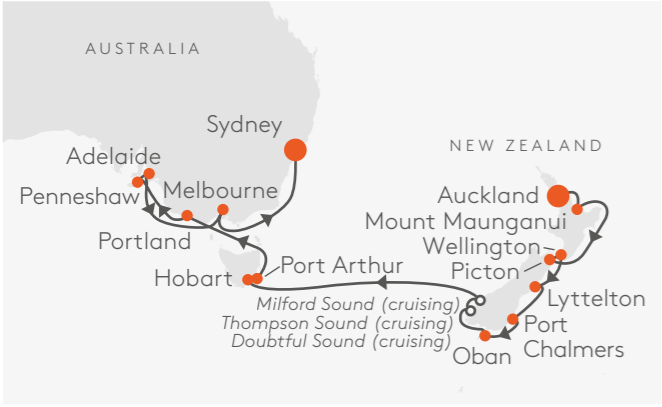 AUSTRALIA
Sydney
NEW ZEALAND
Adelaide
Penneshaw
Melbourne
Auckland
Mount Maunganui
Portland
Wellington
Picton
Hobart
Port Arthur
Milford Sound (cruising)
Thompson Sound (cruising)
Doubtful Sound (cruising)
Lyttelton
Port
Chalmers
Oban